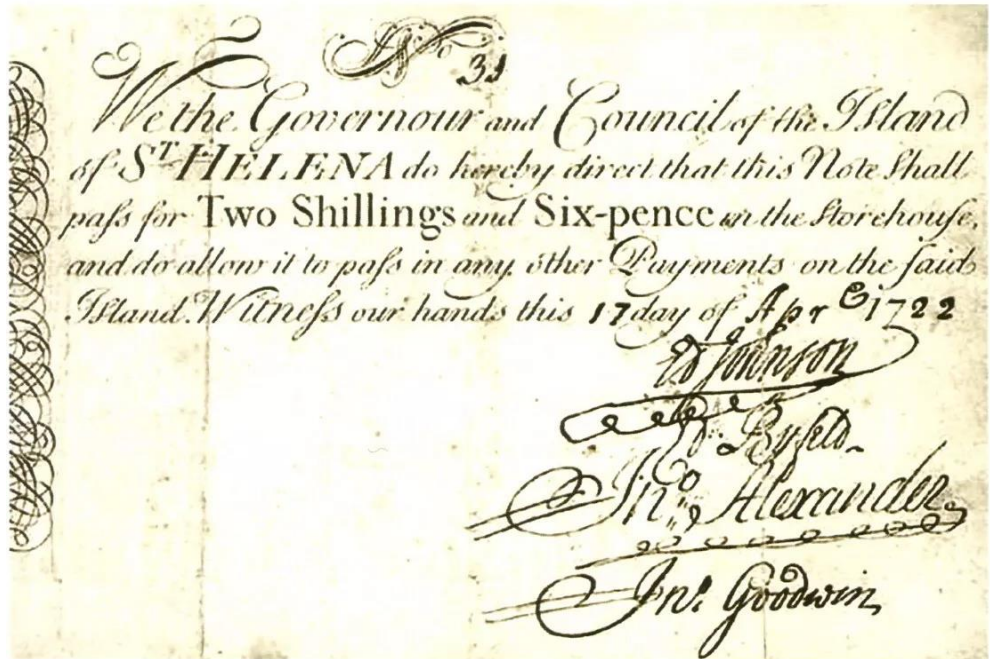 No 31
We the Governour and Council of the Island
of ST HELENA do hereby direct that this Note shall
paſs for Two Shillings and Six-pence in the Storehouſe,
and do allow it to paſs in any other Payments on the ſaid
Iſland Witneſs our hands this 17 day of Apr 1722
Ed Johnson
Ed Byfeld
Jno Alexander
Jno Goodwin